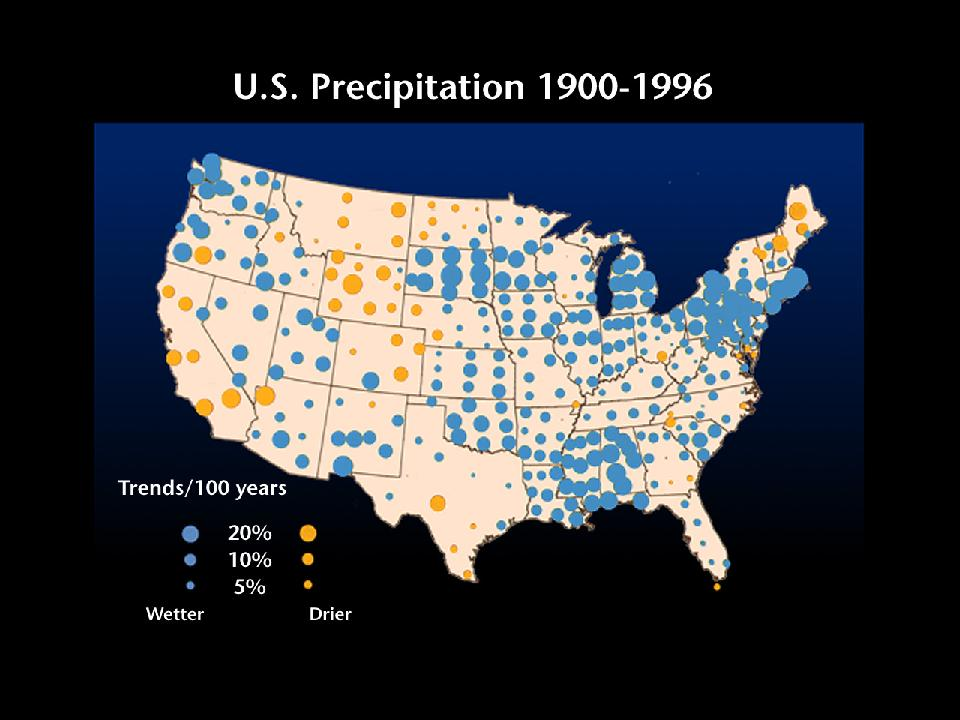 U.S. Precipitation 1900-1996
Trends/100 years
20%
10%
5%
Wetter Drier